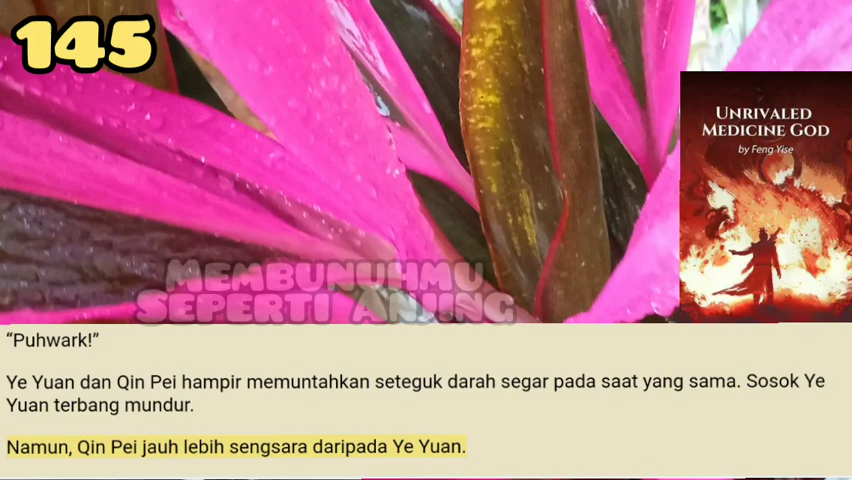 145
UNRIVALED
MEDICINE GOD
by Feng Yise
MEMBUNUHMU
SEPERTI ANJING
“Puhwark!”
Ye Yuan dan Qin Pei hampir memuntahkan seteguk darah segar pada saat yang sama. Sosok Ye
Yuan terbang mundur.
Namun, Qin Pei jauh lebih sengsara daripada Ye Yuan.